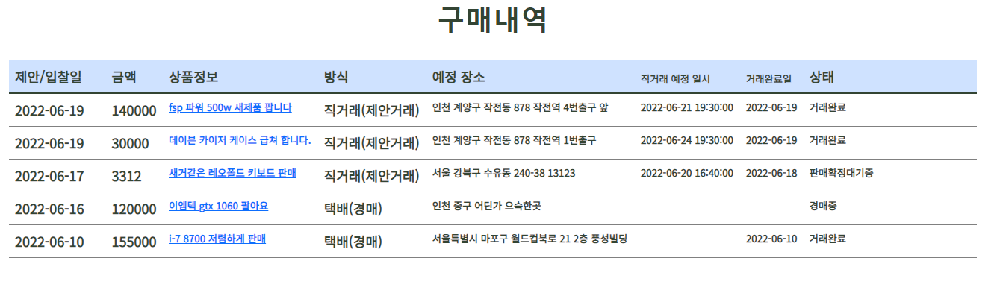 구매내역
제안/입찰일 금액 상품정보 방식 예정 장소 직거래 예정 일시 거래완료일 상태
2022-06-19 140000 fsp 파워 500w 새제품 팝니다 직거래(제안거래) 인천 계양구 작전동 878 작전역 4번출구 앞 2022-06-21 19:30:00 2022-06-19 거래완료
2022-06-19 30000 데이븐 카이저 케이스 급쳐 합니다. 직거래(제안거래) 인천 계양구 작전동 878 작전역 1번출구 2022-06-24 19:30:00 2022-06-19 거래완료
2022-06-17 3312 새거같은 레오폴드 키보드 판매 직거래(제안거래) 서울 강북구 수유동 240-38 13123 2022-06-20 16:40:00 2022-06-18 판매확정대기중
2022-06-16 120000 이엠텍 gtx 1060 팔아요 택배(경매) 인천 중구 어딘가 으슥한곳 경매중
2022-06-10 155000 i-7 8700 저렴하게 판매 택배(경매) 서울특별시 마포구 월드컵북로 21 2층 풍성빌딩 2022-06-10 거래완료